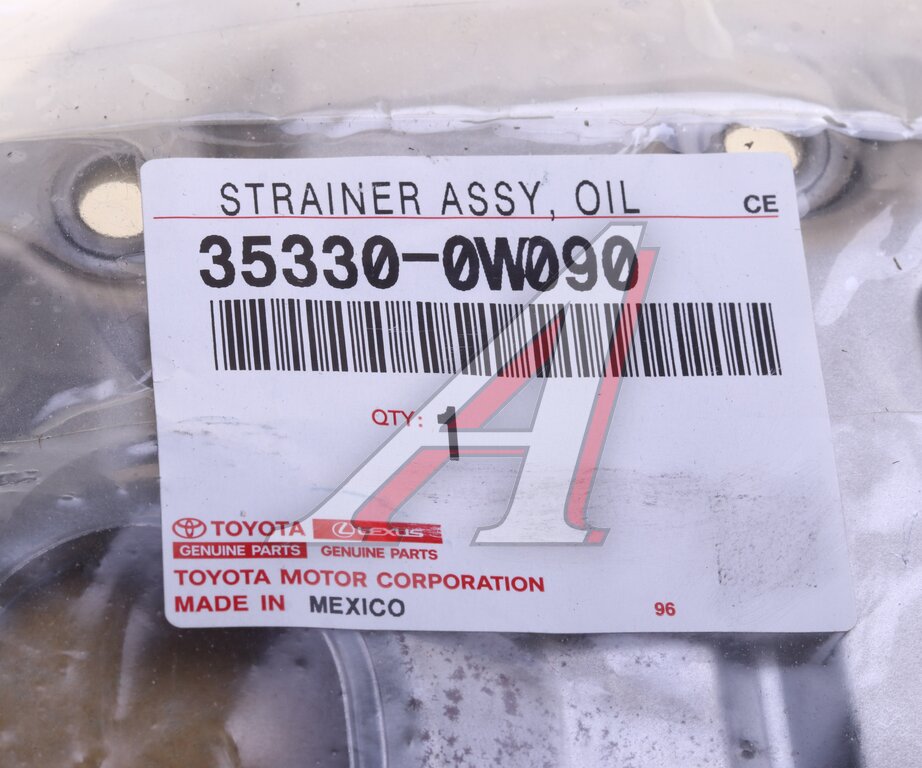 STRAINER ASSY, OIL CE
35330-0W090
QTY: 1
TOYOTA LEXUS
GENUINE PARTS GENUINE PARTS
TOYOTA MOTOR CORPORATION
MADE IN MEXICO 96